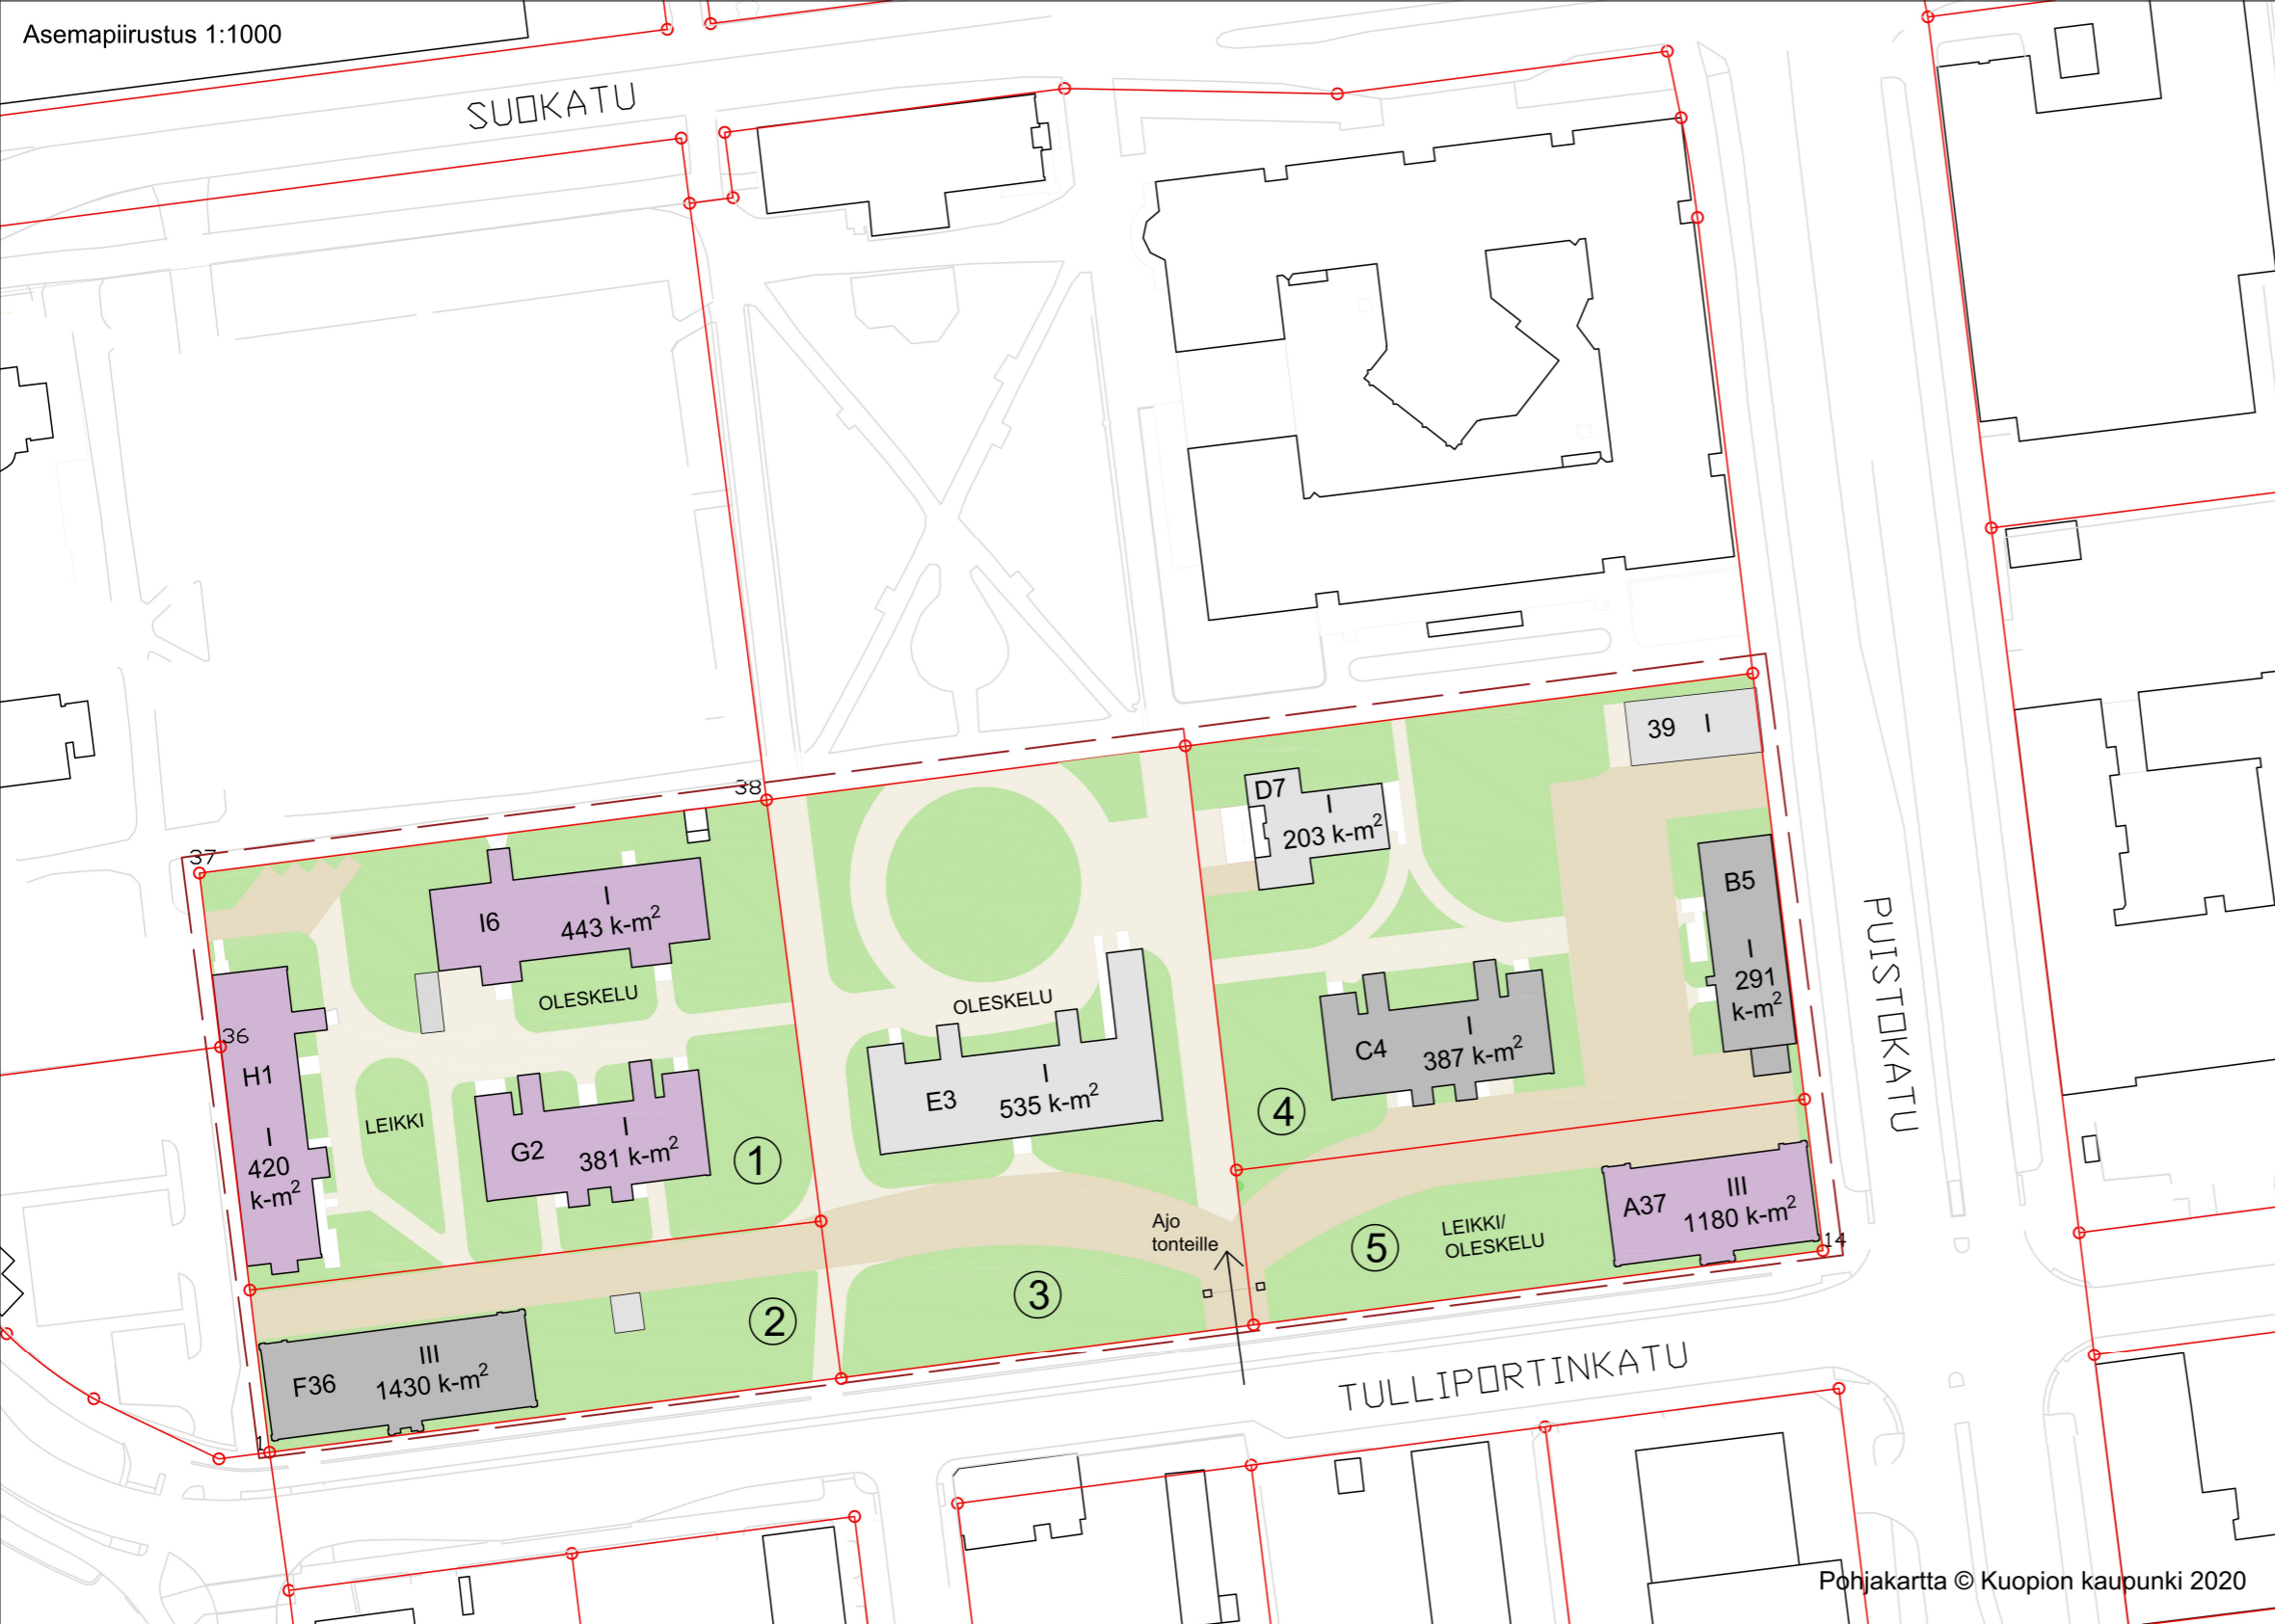 Asemapiirustus 1:1000
SUOKATU
37
38
36
I6
I
443 k-m²
OLESKELU
H1
I
420
k-m²
LEIKKI
G2
I
381 k-m²
1
OLESKELU
E3
I
535 k-m²
D7
I
203 k-m²
39 I
B5
I
291
k-m²
C4
I
387 k-m²
4
PUISTOKATU
Ajo
tonteille
5
LEIKKI/
OLESKELU
A37
III
1180 k-m²
14
3
2
F36
III
1430 k-m²
1
TULLIPORTINKATU
Pohjakartta © Kuopion kaupunki 2020